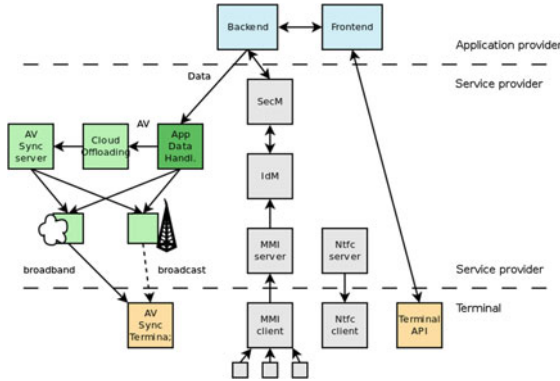 Backend
Frontend
Application provider
Data
Service provider
SecM
AV
AV
Sync
server
Cloud
Offloading
App
Data
Handl.
IdM
MMI
server
Ntfc
server
broadband
broadcast
Service provider
Terminal
AV
Sync
Termina;
MMI
client
Ntfc
client
Terminal
API